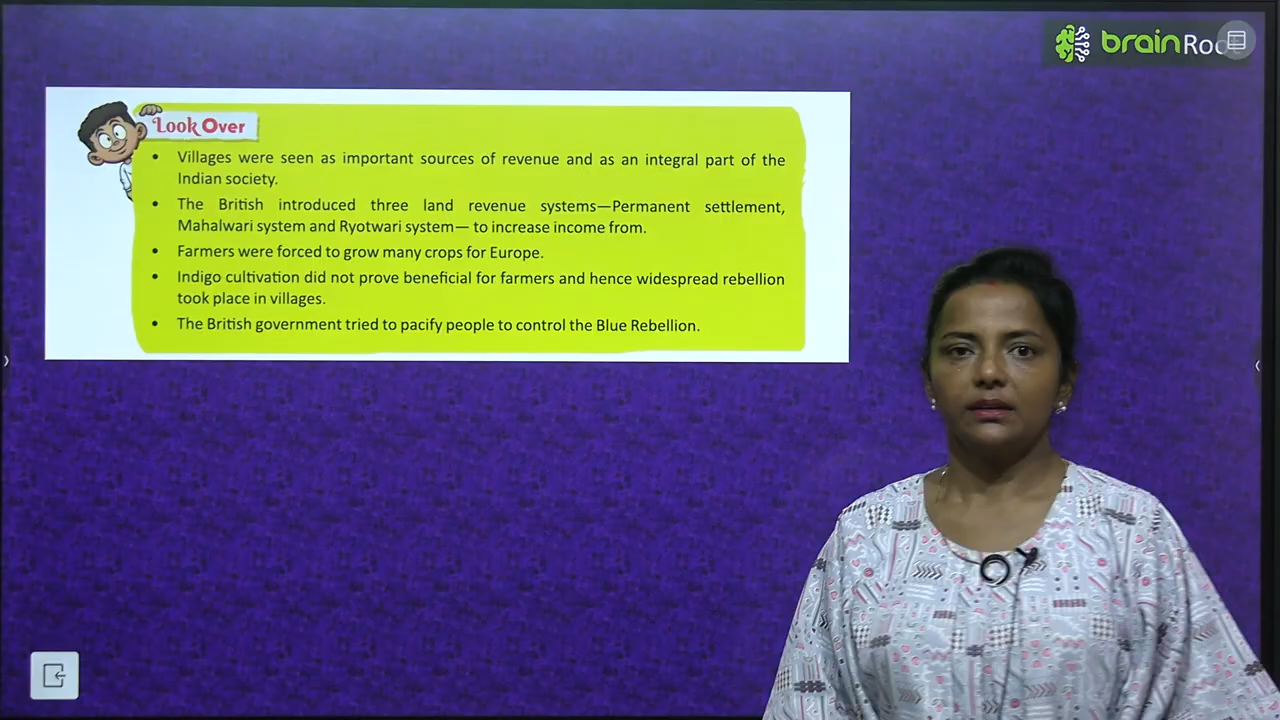 brainRoot
Look Over
• Villages were seen as important sources of revenue and as an integral part of the
Indian society.
• The British introduced three land revenue systems—Permanent settlement,
Mahalwari system and Ryotwari system— to increase income from.
• Farmers were forced to grow many crops for Europe.
• Indigo cultivation did not prove beneficial for farmers and hence widespread rebellion
took place in villages.
• The British government tried to pacify people to control the Blue Rebellion.